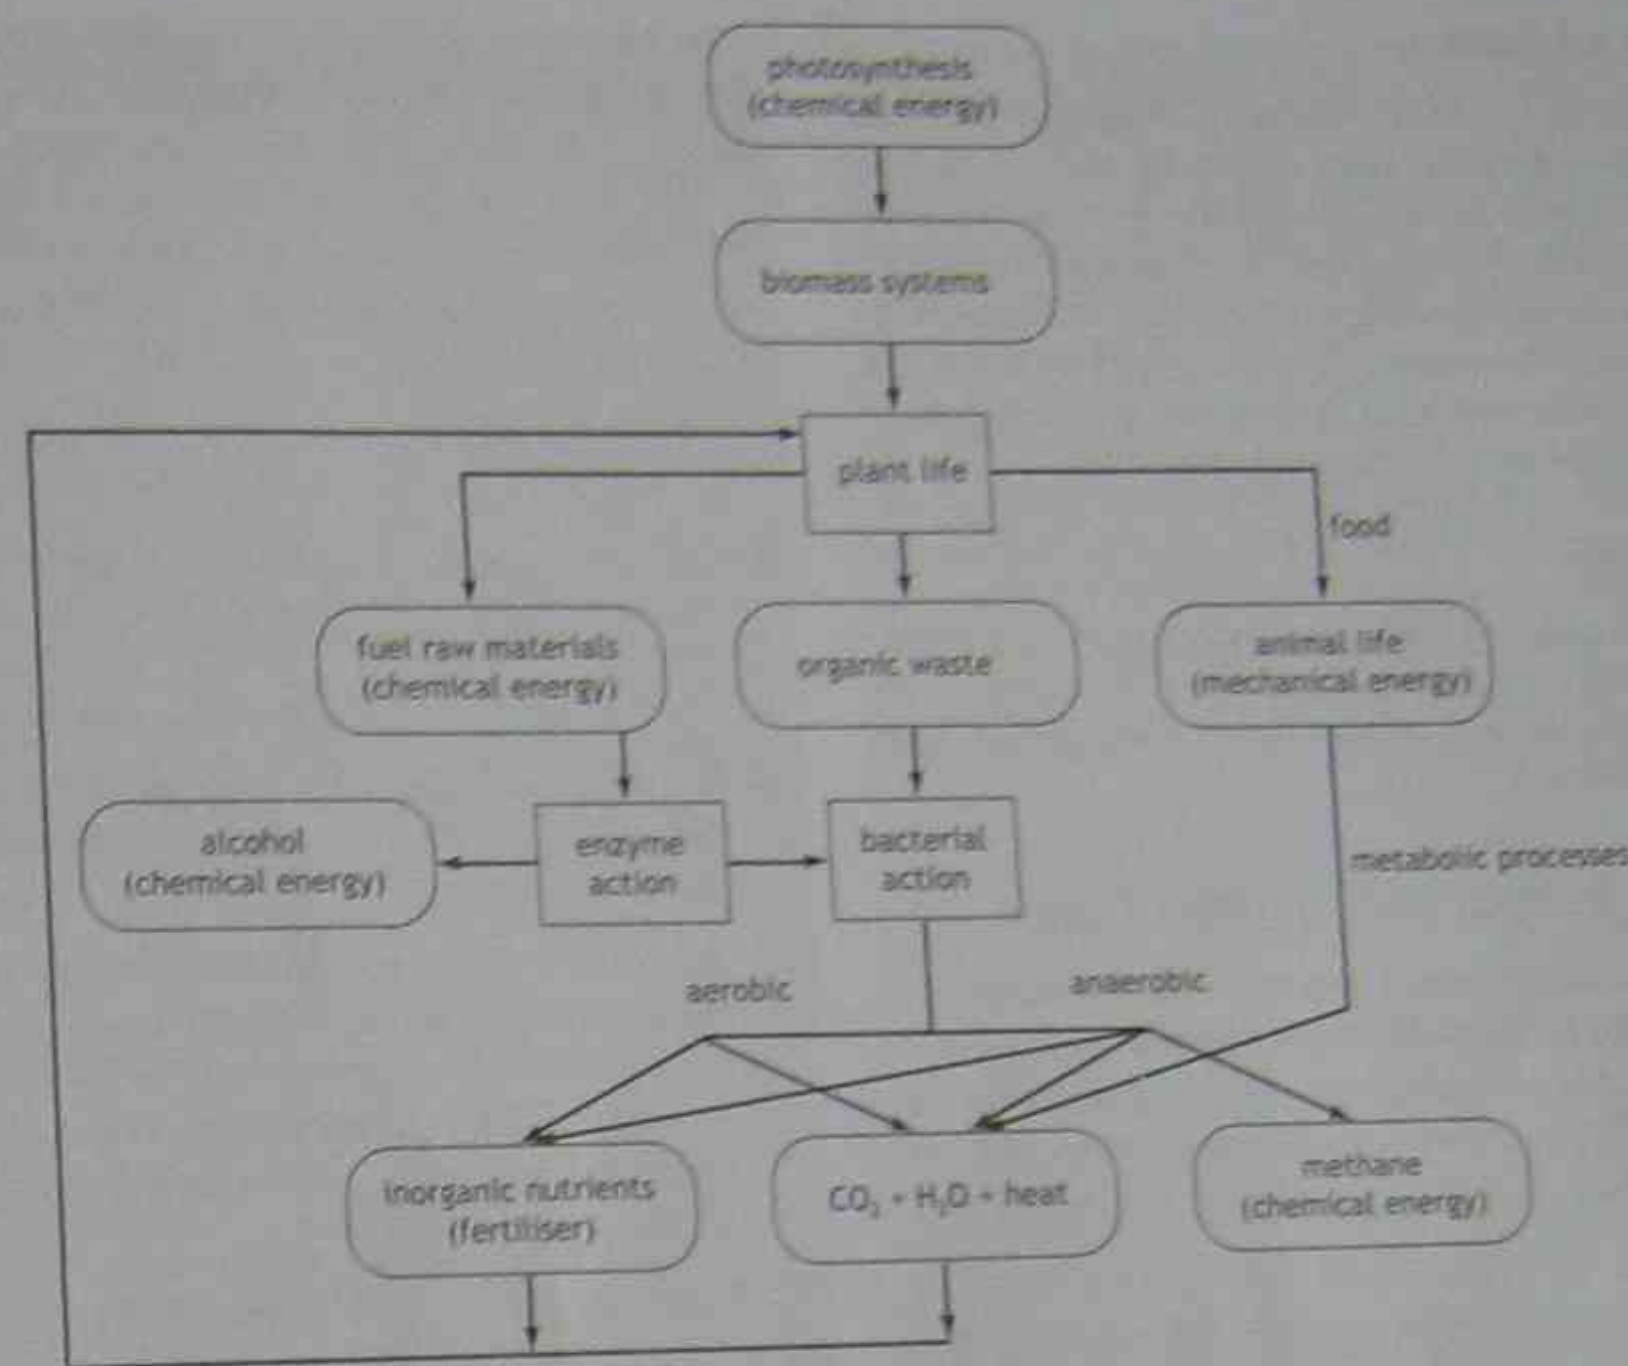 photosynthesis
(chemical energy)
biomass systems
plant life
food
fuel raw materials
(chemical energy)
organic waste
animal life
(mechanical energy)
alcohol
(chemical energy)
enzyme
action
bacterial
action
metabolic processes
aerobic
anaerobic
inorganic nutrients
(fertiliser)
CO₂ + H₂O + heat
methane
(chemical energy)